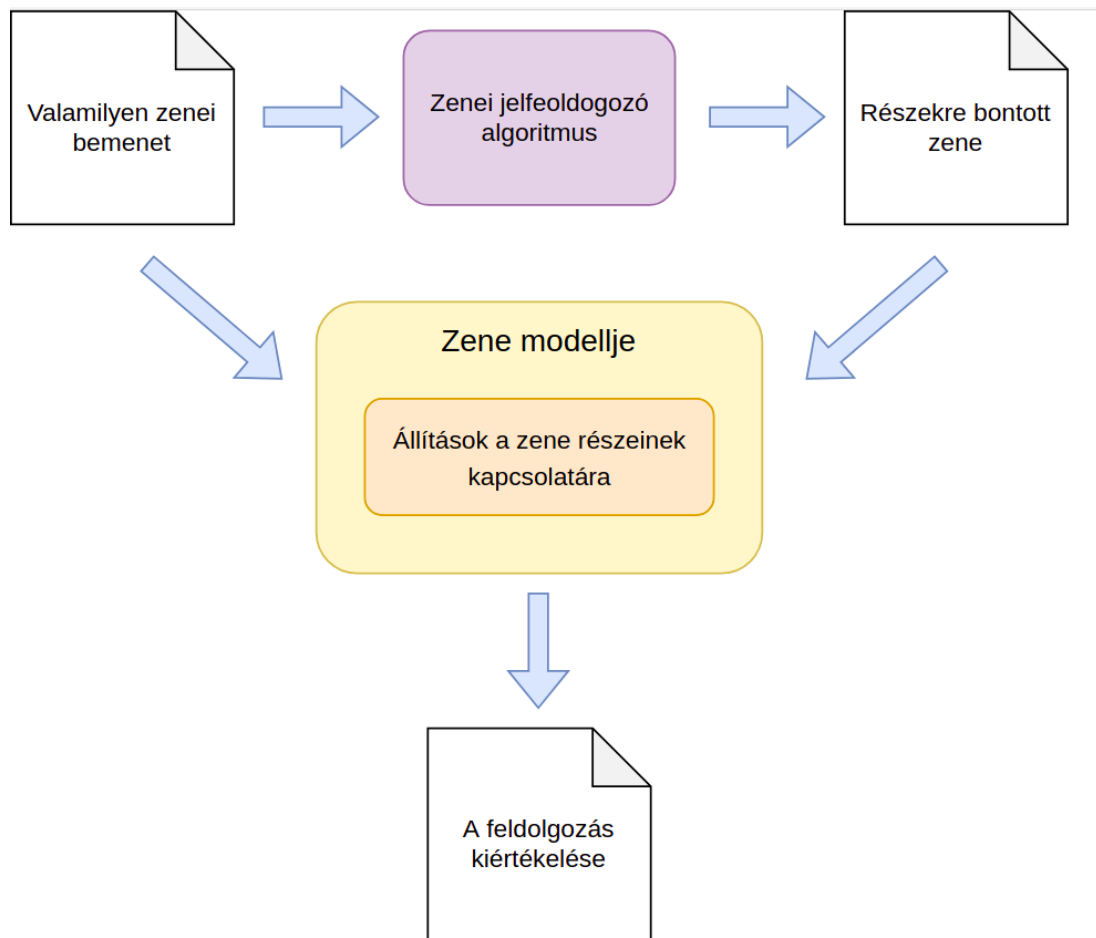 Valamilyen zenei
bemenet
Zenei jelfeoldogozó
algoritmus
Részekre bontott
zene
Zene modellje
Állítások a zene részeinek
kapcsolatára
A feldolgozás
kiértékelése